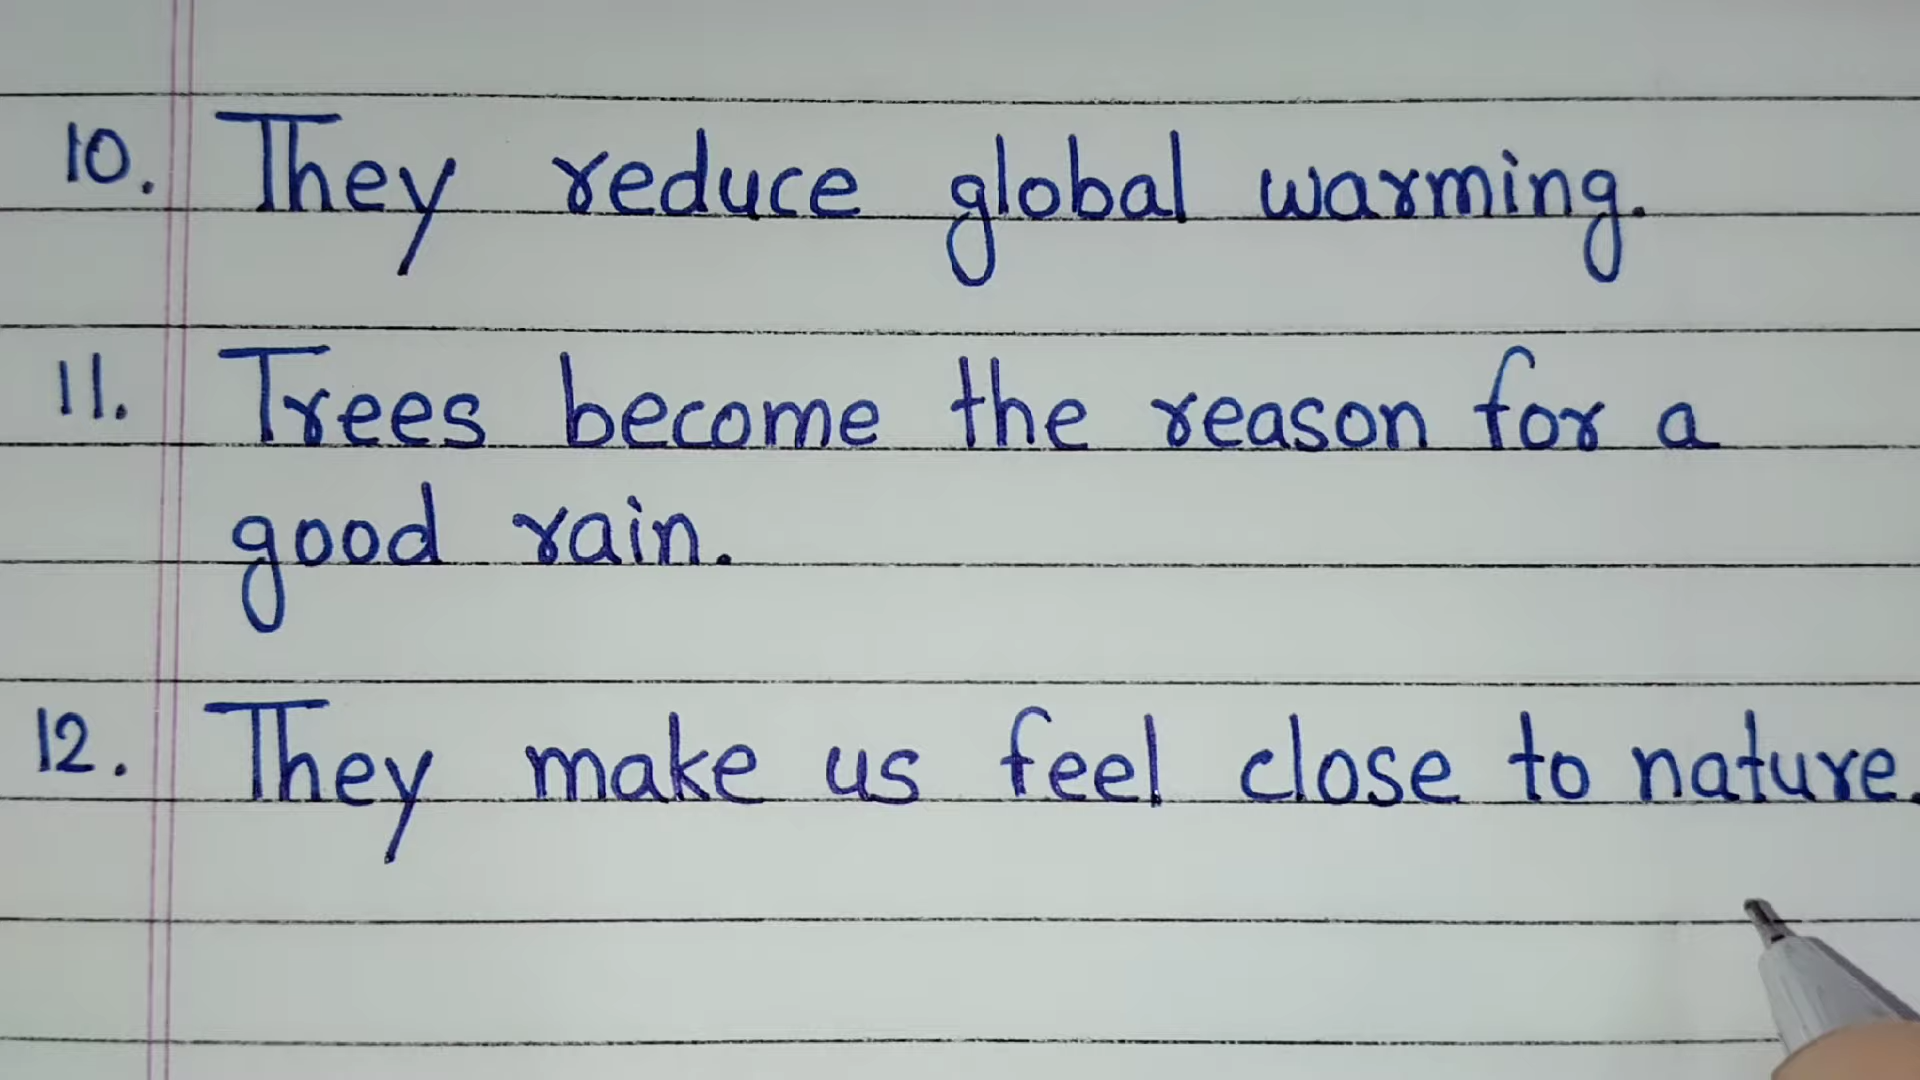 10. They reduce global warming.
11. Trees become the reason for a
good rain.
12. They make us feel close to nature.